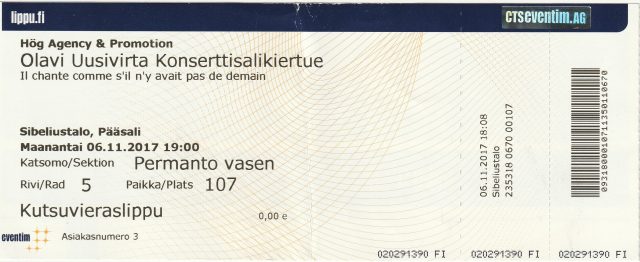 lippu.fi
CTSeventim.AG
Hög Agency & Promotion
Olavi Uusivirta Konserttisalikiertue
Il chante comme s'il n'y avait pas de demain
Sibeliustalo, Pääsali
Maanantai 06.11.2017 19:00
Katsomo/Sektion Permanto vasen
Rivi/Rad 5 Paikka/Plats 107
Kutsuvieraslippu 0,00 e
eventim Asiakasnumero 3
020291390 FI
06.11.2017 18:08
Sibeliustalo
235318 0670 00107
020291390 FI
0931800010711350110670
020291390 FI